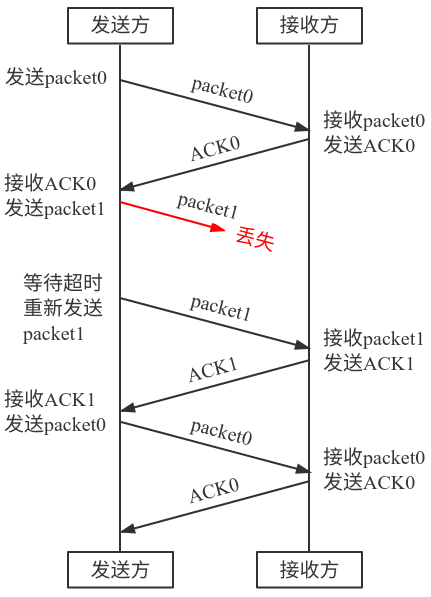 发送方
接收方
发送packet0
packet0
接收packet0
发送ACK0
ACK0
接收ACK0
发送packet1
packet1
丢失
等待超时
重新发送
packet1
packet1
接收packet1
发送ACK1
ACK1
接收ACK1
发送packet0
packet0
接收packet0
发送ACK0
ACK0
发送方
接收方